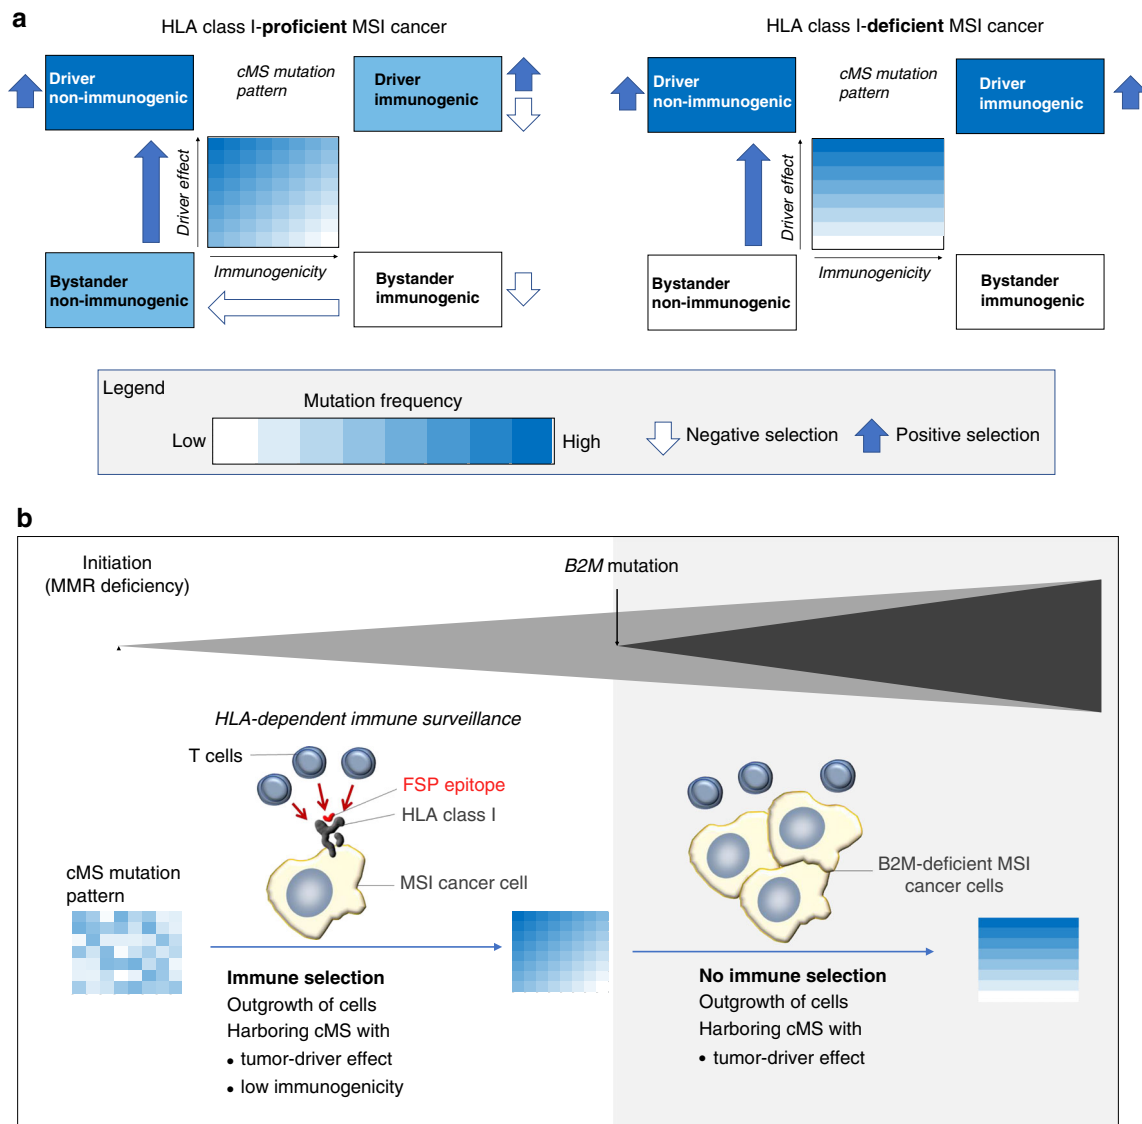 a
HLA class I-proficient MSI cancer
HLA class I-deficient MSI cancer
Driver
non-immunogenic
cMS mutation
pattern
Driver
immunogenic
Driver effect
Immunogenicity
Bystander
non-immunogenic
Bystander
immunogenic
Driver
non-immunogenic
cMS mutation
pattern
Driver
immunogenic
Driver effect
Immunogenicity
Bystander
non-immunogenic
Bystander
immunogenic
Legend
Mutation frequency
Low
High
Negative selection
Positive selection
b
Initiation
(MMR deficiency)
B2M mutation
HLA-dependent immune surveillance
T cells
FSP epitope
HLA class I
MSI cancer cell
cMS mutation
pattern
Immune selection
Outgrowth of cells
Harboring cMS with
• tumor-driver effect
• low immunogenicity
B2M-deficient MSI
cancer cells
No immune selection
Outgrowth of cells
Harboring cMS with
• tumor-driver effect